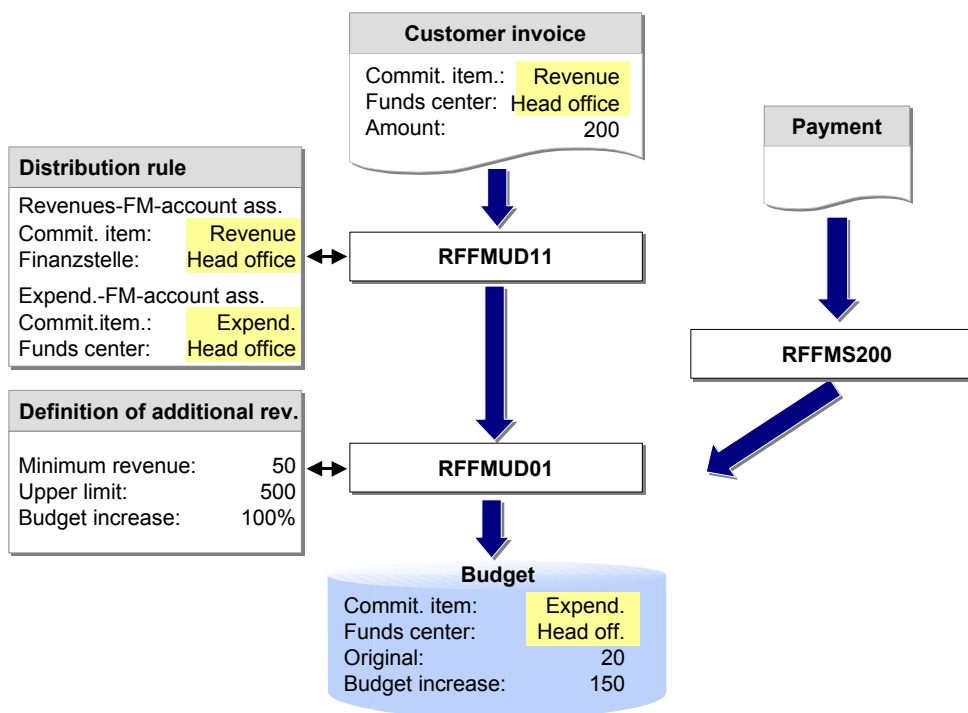 Customer invoice
Commit. item.: Revenue
Funds center: Head office
Amount: 200
Payment
Distribution rule
Revenues-FM-account ass.
Commit. item: Revenue
Finanzstelle: Head office
Expend.-FM-account ass.
Commit.item.: Expend.
Funds center: Head office
RFFMUD11
RFFMS200
Definition of additional rev.
Minimum revenue: 50
Upper limit: 500
Budget increase: 100%
RFFMUD01
Budget
Commit. item: Expend.
Funds center: Head off.
Original: 20
Budget increase: 150